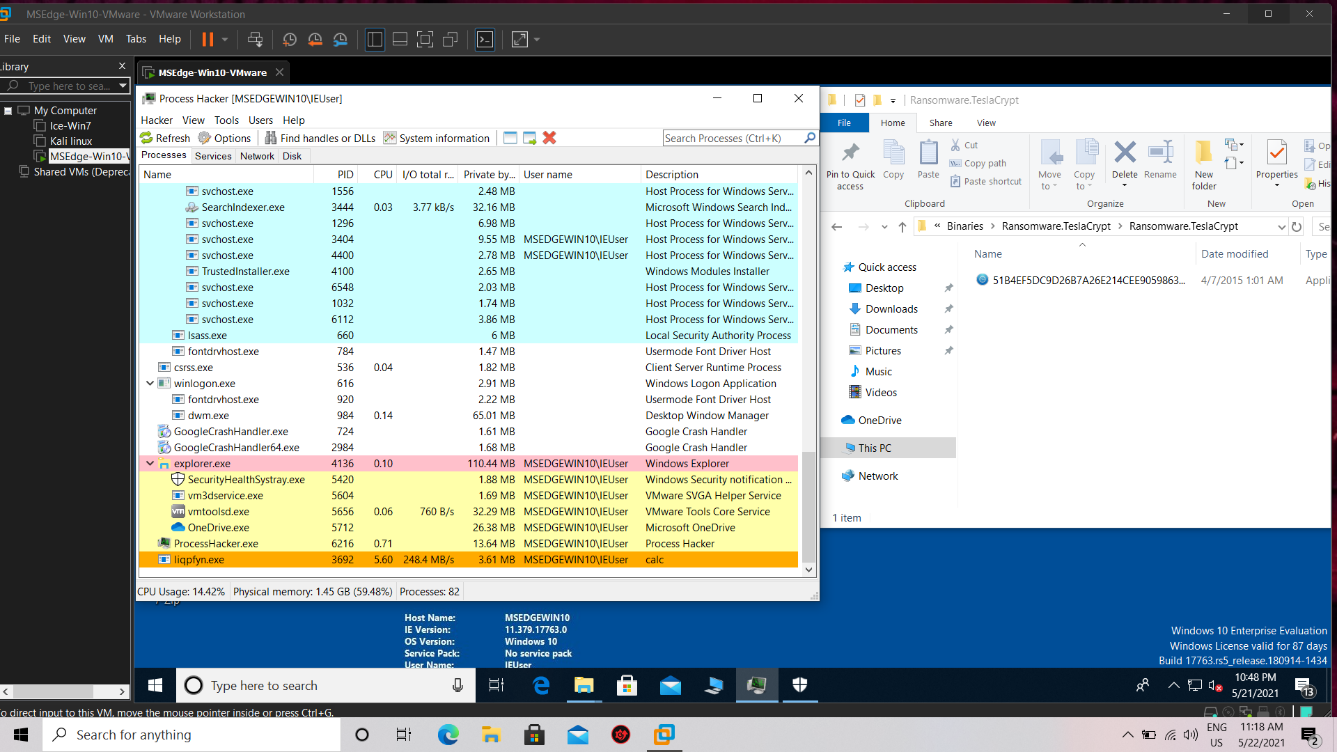 MSEdge-Win10-VMware - VMware Workstation
File Edit View VM Tabs Help
Library
Type here to sea...
My Computer
Ice-Win7
Kali linux
MSEdge-Win10-V
Shared VMs (Deprec
MSEdge-Win10-VMware
Process Hacker [MSEDGEWIN10\IEUser]
Hacker View Tools Users Help
Refresh Options Find handles or DLLs System information Search Processes (Ctrl+K)
Processes Services Network Disk
Name PID CPU I/O total r... Private by... User name Description
svchost.exe 1556 2.48 MB Host Process for Windows Serv...
SearchIndexer.exe 3444 0.03 3.77 kB/s 32.16 MB Microsoft Windows Search Ind...
svchost.exe 1296 6.98 MB Host Process for Windows Serv...
svchost.exe 3404 9.55 MB MSEDGEWIN10\IEUser Host Process for Windows Serv...
svchost.exe 4400 2.78 MB MSEDGEWIN10\IEUser Host Process for Windows Serv...
TrustedInstaller.exe 4100 2.65 MB Windows Modules Installer
svchost.exe 6548 2.03 MB Host Process for Windows Serv...
svchost.exe 1032 1.74 MB Host Process for Windows Serv...
svchost.exe 6112 3.86 MB Host Process for Windows Serv...
lsass.exe 660 6 MB Local Security Authority Process
fontdrvhost.exe 784 1.47 MB Usermode Font Driver Host
csrss.exe 536 0.04 1.82 MB Client Server Runtime Process
winlogon.exe 616 2.91 MB Windows Logon Application
fontdrvhost.exe 920 2.22 MB Usermode Font Driver Host
dwm.exe 984 0.14 65.01 MB Desktop Window Manager
GoogleCrashHandler.exe 724 1.61 MB Google Crash Handler
GoogleCrashHandler64.exe 2984 1.68 MB Google Crash Handler
explorer.exe 4136 0.10 110.44 MB MSEDGEWIN10\IEUser Windows Explorer
SecurityHealthSystray.exe 5420 1.88 MB MSEDGEWIN10\IEUser Windows Security notification ...
vm3dservice.exe 5604 1.69 MB MSEDGEWIN10\IEUser VMware SVGA Helper Service
vmtoolsd.exe 5656 0.06 760 B/s 32.29 MB MSEDGEWIN10\IEUser VMware Tools Core Service
OneDrive.exe 5712 26.38 MB MSEDGEWIN10\IEUser Microsoft OneDrive
ProcessHacker.exe 6216 0.71 13.64 MB MSEDGEWIN10\IEUser Process Hacker
liqpfyn.exe 3692 5.60 248.4 MB/s 3.61 MB MSEDGEWIN10\IEUser calc
CPU Usage: 14.42% Physical memory: 1.45 GB (59.48%) Processes: 82
Ransomware.TeslaCrypt
File Home Share View
Pin to Quick access
Copy
Paste
Cut
Copy path
Paste shortcut
Move to
Copy to
Delete
Rename
New folder
Properties
Op
Edi
His
Clipboard Organize New Open
« Binaries Ransomware.TeslaCrypt Ransomware.TeslaCrypt Se
Name Date modified Type
Quick access
Desktop
Downloads
Documents
Pictures
Music
Videos
OneDrive
This PC
Network
51B4EF5DC9D26B7A26E214CEE9059863... 4/7/2015 1:01 AM Appli
1 item
Host Name: MSEDGEWIN10
IE Version: 11.379.17763.0
OS Version: Windows 10
Service Pack: No service pack
User Name: IEUser
Windows 10 Enterprise Evaluation
Windows License valid for 87 days
Build 17763.rs5_release.180914-1434
Type here to search
10:48 PM
5/21/2021
13
To direct input to this VM, move the mouse pointer inside or press Ctrl+G.
Search for anything
ENG
US
11:18 AM
5/22/2021
2